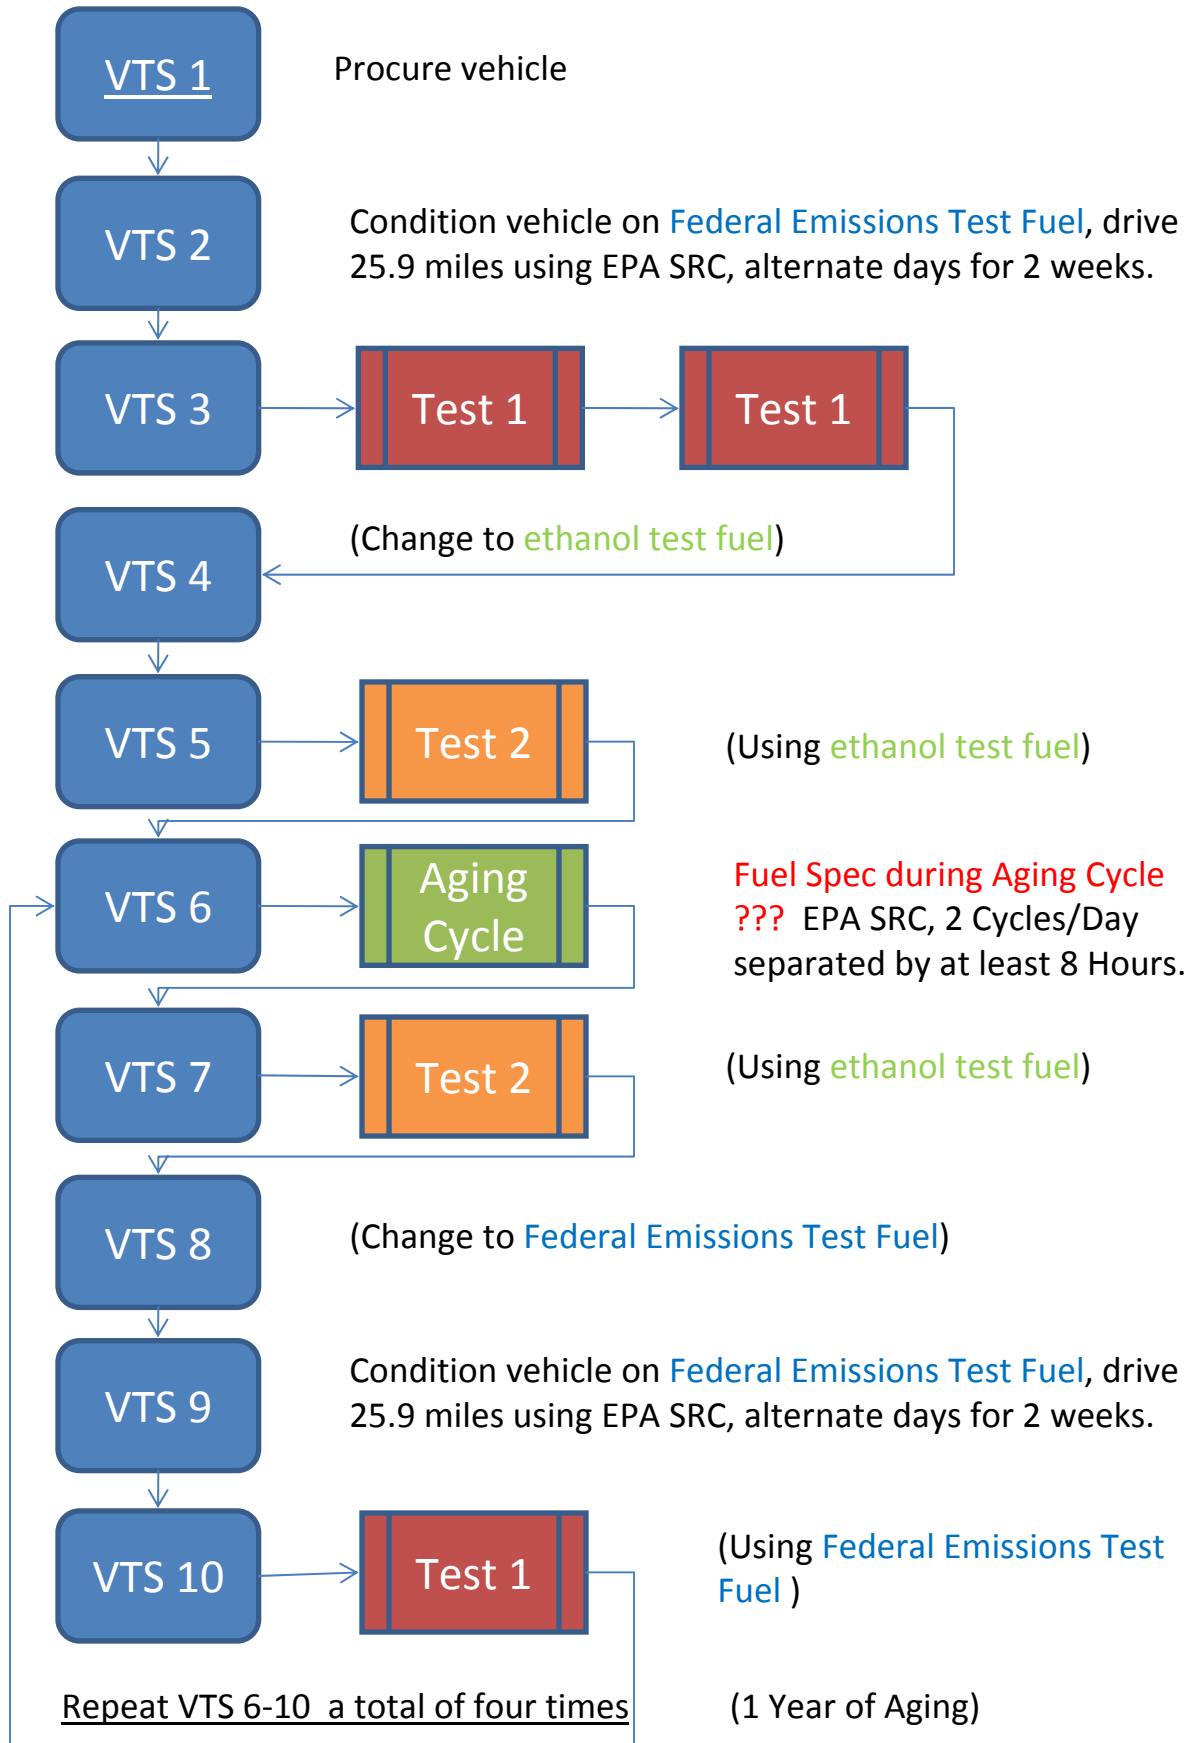 VTS 1
Procure vehicle
VTS 2
Condition vehicle on Federal Emissions Test Fuel, drive
25.9 miles using EPA SRC, alternate days for 2 weeks.
VTS 3
Test 1
Test 1
(Change to ethanol test fuel)
VTS 4
VTS 5
Test 2
(Using ethanol test fuel)
VTS 6
Aging
Cycle
Fuel Spec during Aging Cycle
??? EPA SRC, 2 Cycles/Day
separated by at least 8 Hours.
VTS 7
Test 2
(Using ethanol test fuel)
VTS 8
(Change to Federal Emissions Test Fuel)
VTS 9
Condition vehicle on Federal Emissions Test Fuel, drive
25.9 miles using EPA SRC, alternate days for 2 weeks.
VTS 10
Test 1
(Using Federal Emissions Test
Fuel )
Repeat VTS 6-10 a total of four times
(1 Year of Aging)